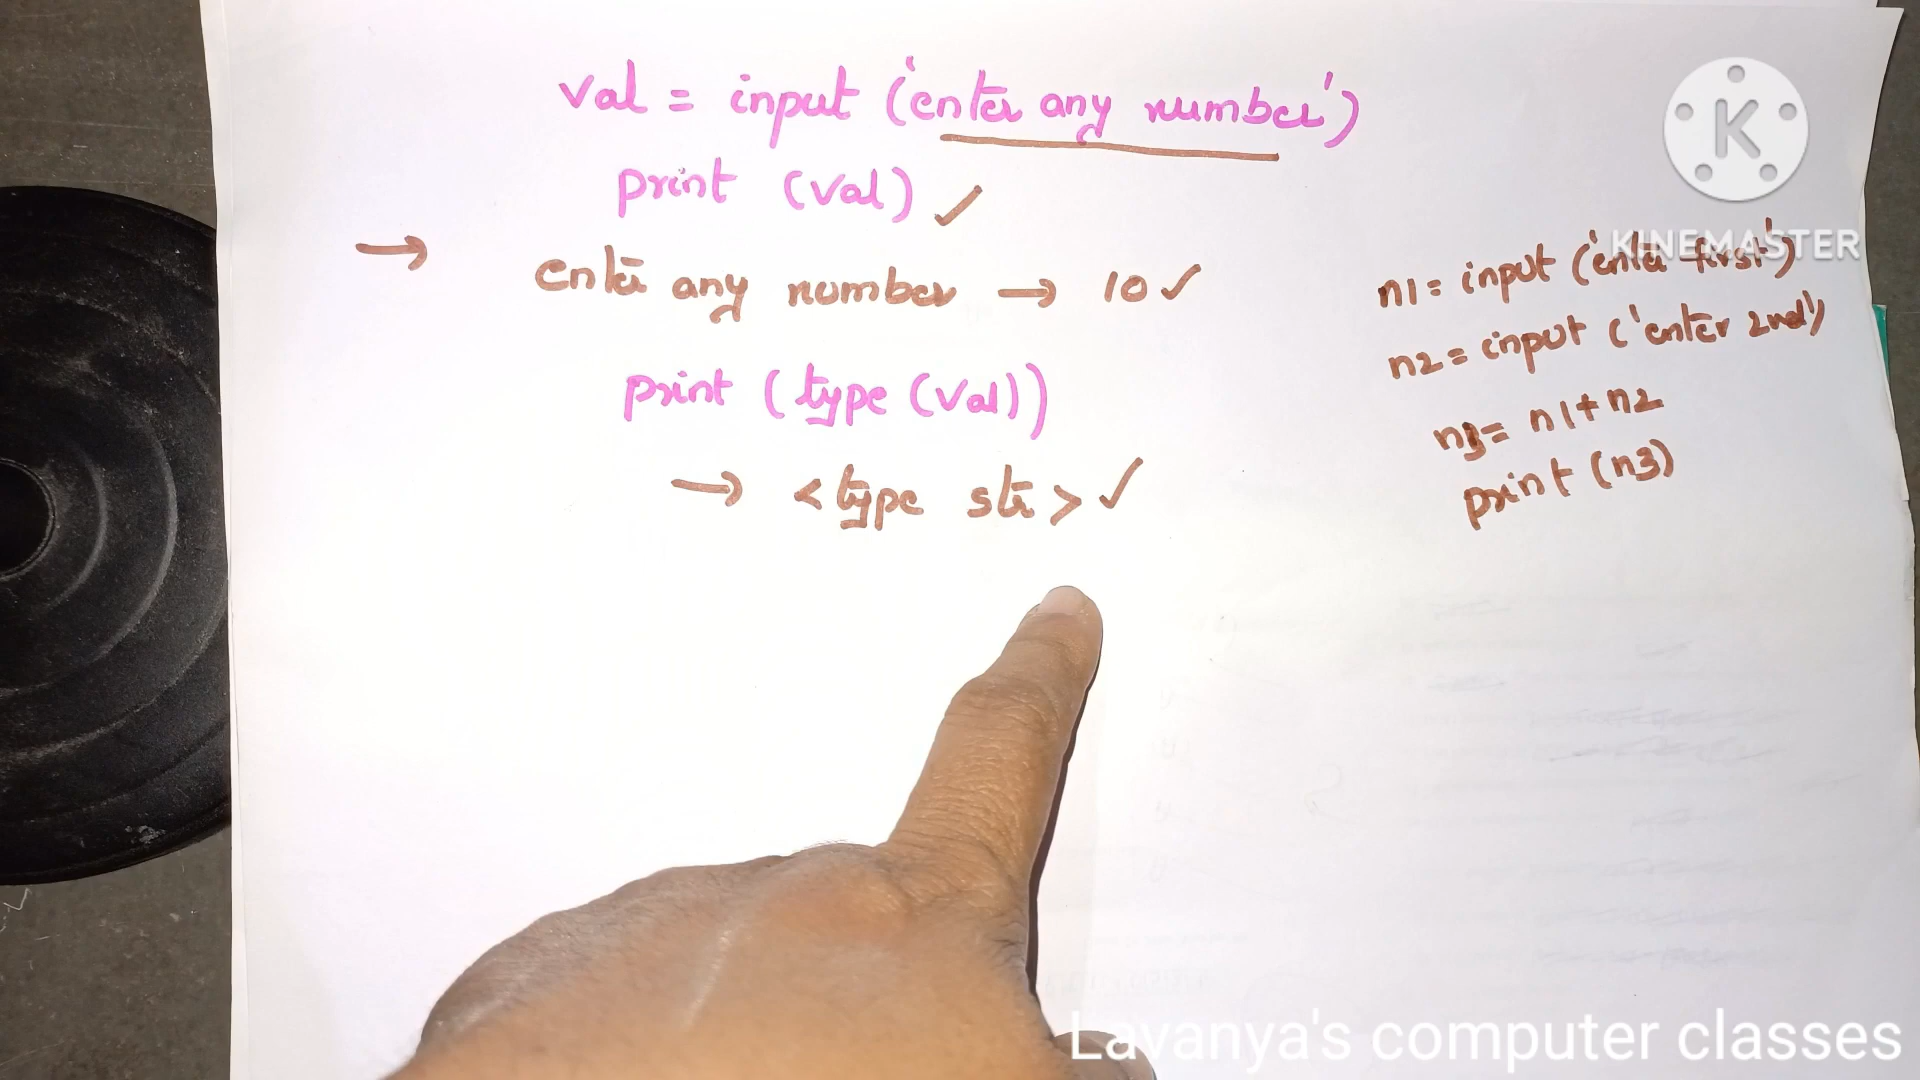 val = input ('enter any number')
print (val) ✓
→ enter any number → 10 ✓
print (type (val))
→ <type str> ✓
n1 = input ('enter first')
n2 = input ('enter 2nd')
n3 = n1 + n2
print (n3)
K
KINEMASTER
Lavanya's computer classes